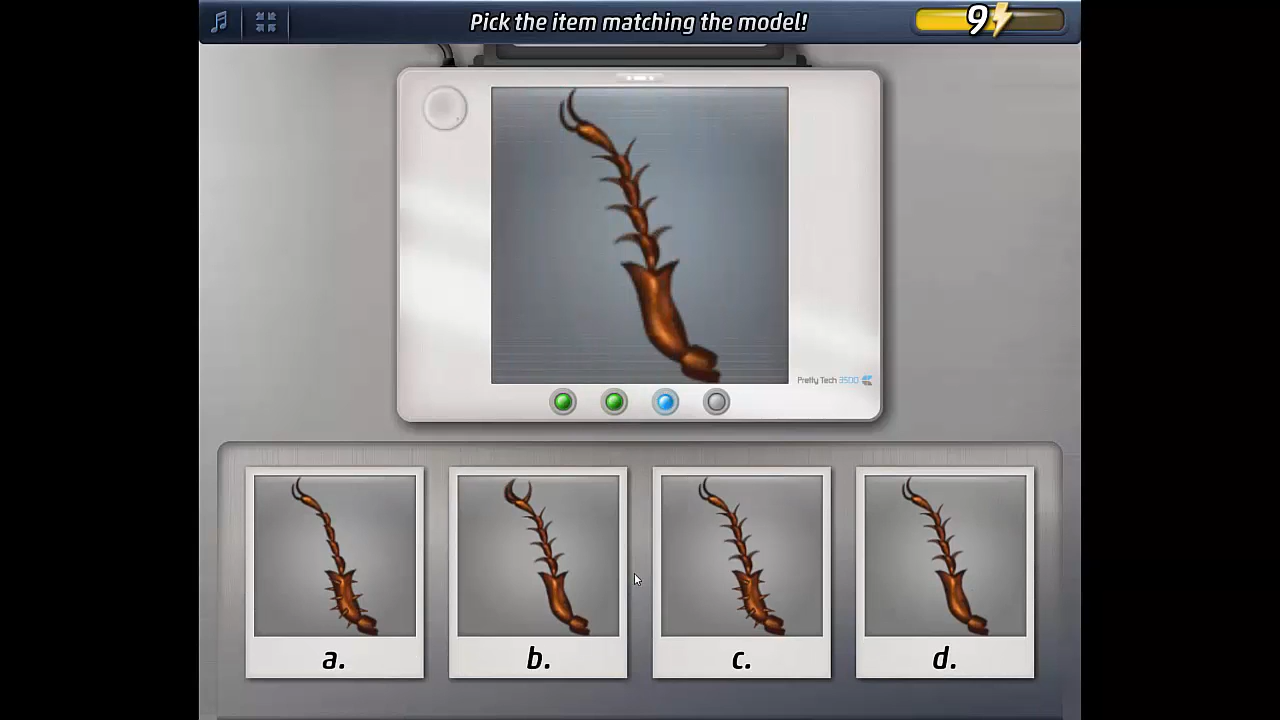 Pick the item matching the model!
9
Pretty Tech 3500
a.
b.
c.
d.